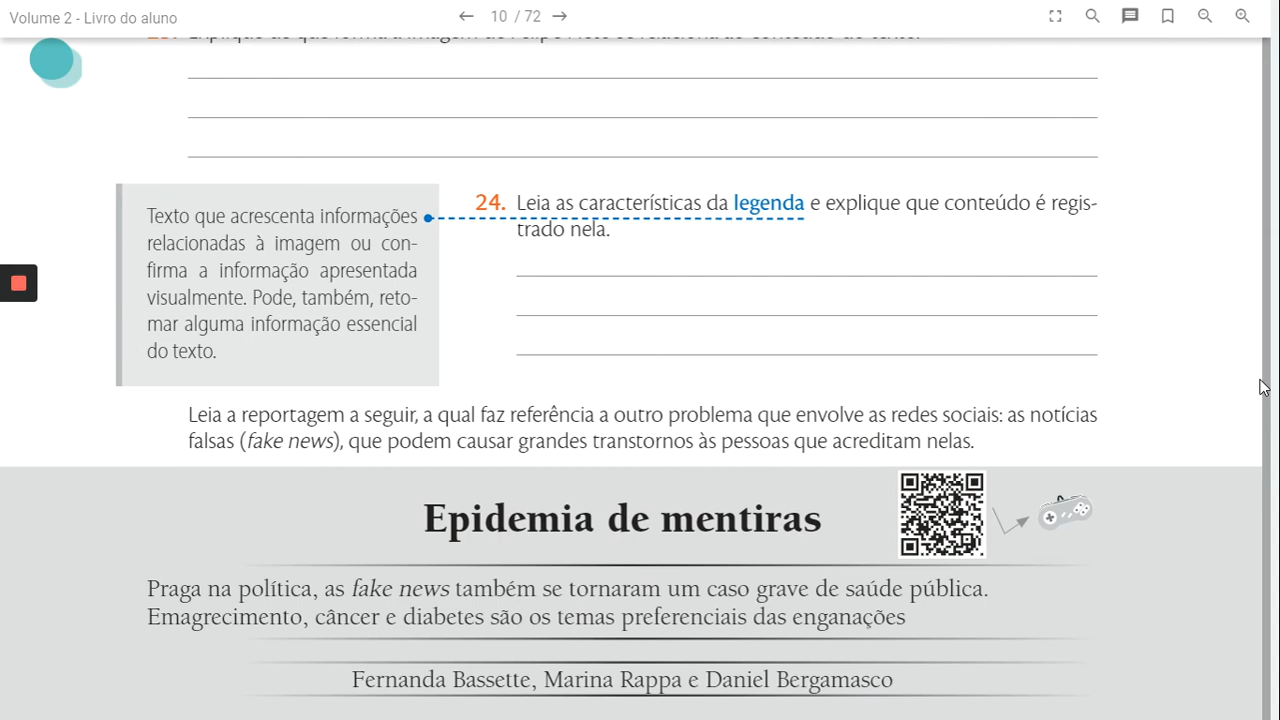 Volume 2 - Livro do aluno
10 / 72
Texto que acrescenta informações
relacionadas à imagem ou con-
firma a informação apresentada
visualmente. Pode, também, reto-
mar alguma informação essencial
do texto.
24. Leia as características da legenda e explique que conteúdo é regis-
trado nela.
Leia a reportagem a seguir, a qual faz referência a outro problema que envolve as redes sociais: as notícias
falsas (fake news), que podem causar grandes transtornos às pessoas que acreditam nelas.
Epidemia de mentiras
Praga na política, as fake news também se tornaram um caso grave de saúde pública.
Emagrecimento, câncer e diabetes são os temas preferenciais das enganações
Fernanda Bassette, Marina Rappa e Daniel Bergamasco